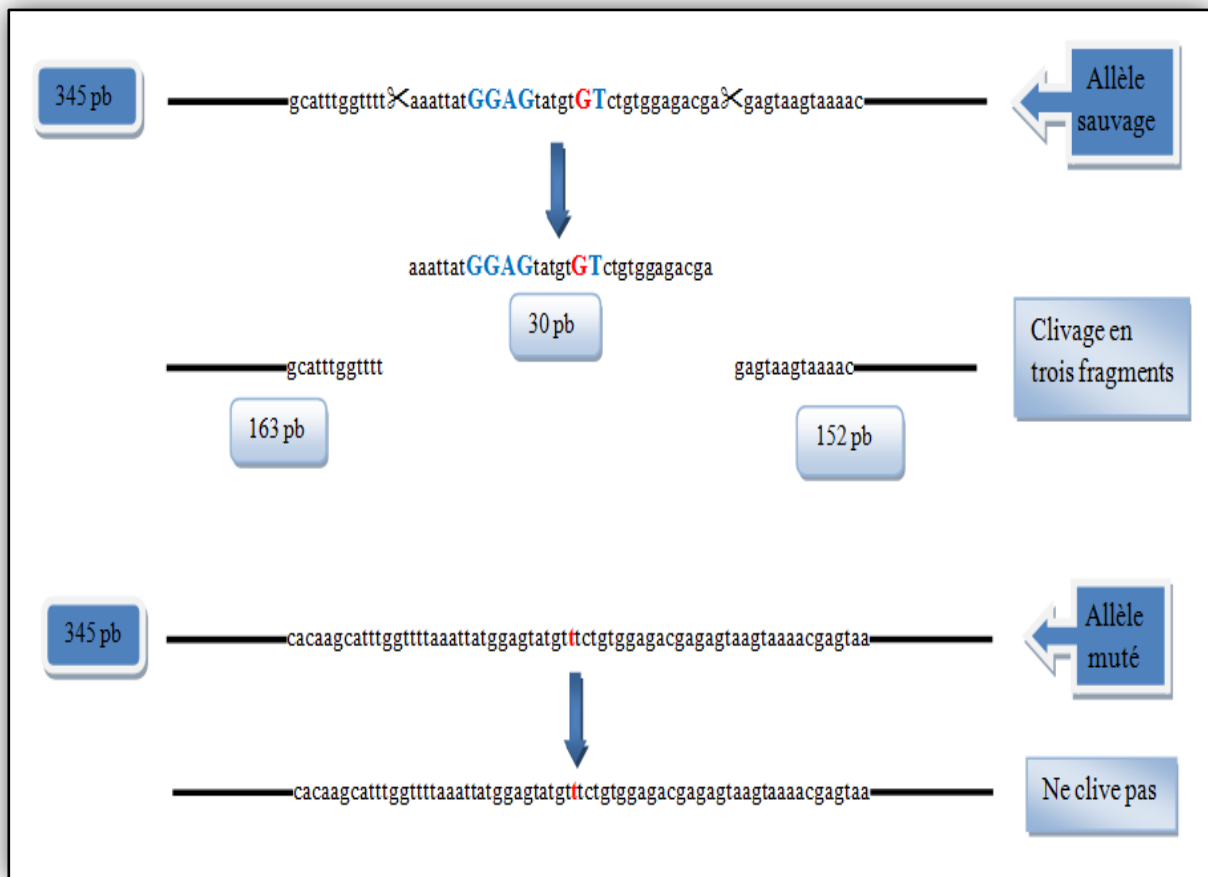 345 pb
gcatttggtttt✂aaattatGGAGtatgtGTctgtggagacga✂gagtaagtaaaac
Allèle
sauvage
aaattatGGAGtatgtGTctgtggagacga
30 pb
gcatttggtttt
gagtaagtaaaac
Clivage en
trois fragments
163 pb
152 pb
345 pb
cacaagcatttggttttaaattatggagtatgtttctgtggagacgagagtaagtaaaacgagtaa
Allèle
muté
cacaagcatttggttttaaattatggagtatgtttctgtggagacgagagtaagtaaaacgagtaa
Ne clive pas